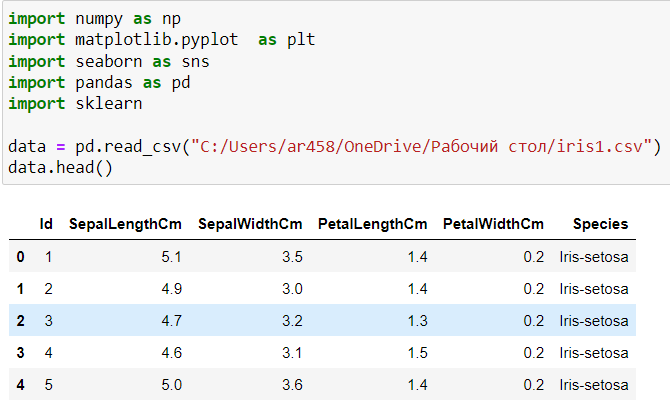 import numpy as np
import matplotlib.pyplot  as plt
import seaborn as sns
import pandas as pd
import sklearn
data = pd.read_csv("C:/Users/ar458/OneDrive/Рабочий стол/iris1.csv")
data.head()
Id SepalLengthCm SepalWidthCm PetalLengthCm PetalWidthCm Species
0 1 5.1 3.5 1.4 0.2 Iris-setosa
1 2 4.9 3.0 1.4 0.2 Iris-setosa
2 3 4.7 3.2 1.3 0.2 Iris-setosa
3 4 4.6 3.1 1.5 0.2 Iris-setosa
4 5 5.0 3.6 1.4 0.2 Iris-setosa